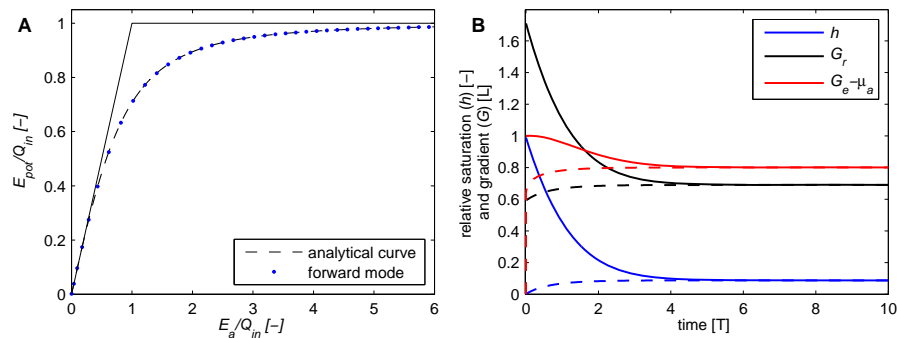 A
E_pot/Q_in [-]
1
0.8
0.6
0.4
0.2
0
analytical curve
forward mode
0 1 2 3 4 5 6
E_a/Q_in [-]
B
relative saturation (h) [-]
and gradient (G) [L]
1.6
1.4
1.2
1
0.8
0.6
0.4
0.2
0
h
G_r
G_e-μ_a
0 2 4 6 8 10
time [T]